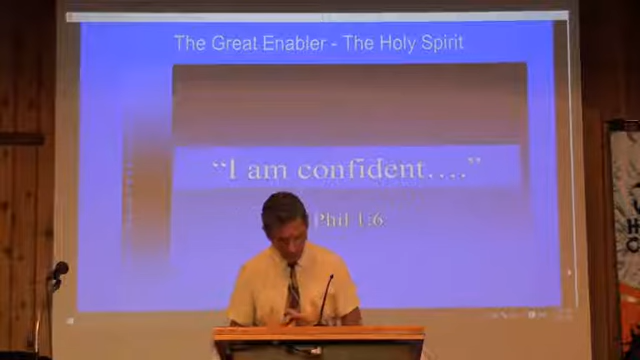 The Great Enabler - The Holy Spirit
“I am confident....”
Phil 1:6